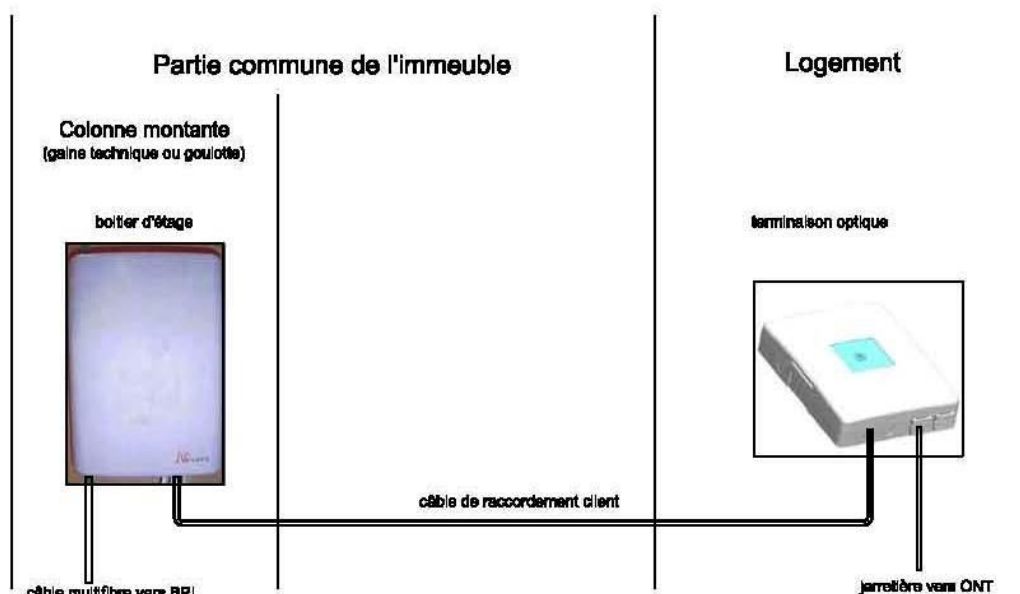 Partie commune de l'immeuble
Logement
Colonne montante
(gaine technique ou goulotte)
boitier d'étage
terminaison optique
câble de raccordement client
câble multifibre vers BPI
jarretière vers ONT